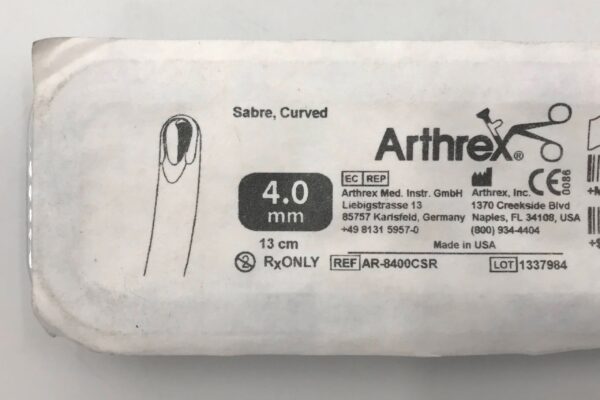 Sabre, Curved
4.0
mm
13 cm
RxONLY
Arthrex®
EC REP
Arthrex Med. Instr. GmbH
Liebigstrasse 13
85757 Karlsfeld, Germany
+49 8131 5957-0
Arthrex, Inc.
1370 Creekside Blvd
Naples, FL 34108, USA
(800) 934-4404
CE
0086
Made in USA
REF AR-8400CSR
LOT 1337984